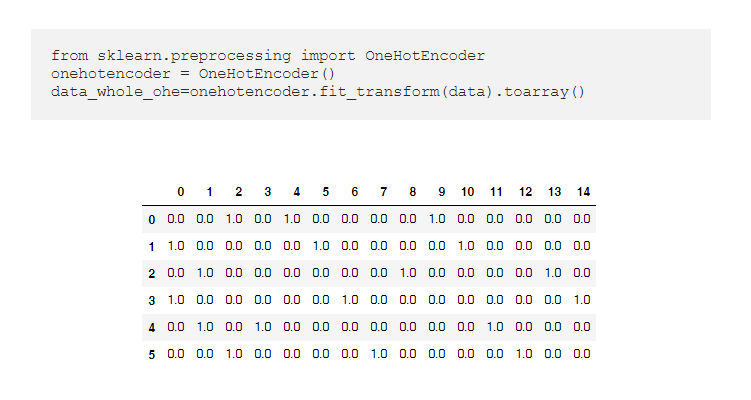 from sklearn.preprocessing import OneHotEncoder
onehotencoder = OneHotEncoder()
data_whole_ohe=onehotencoder.fit_transform(data).toarray()
0 1 2 3 4 5 6 7 8 9 10 11 12 13 14
0 0.0 0.0 1.0 0.0 1.0 0.0 0.0 0.0 0.0 1.0 0.0 0.0 0.0 0.0 0.0
1 1.0 0.0 0.0 0.0 0.0 1.0 0.0 0.0 0.0 0.0 1.0 0.0 0.0 0.0 0.0
2 0.0 1.0 0.0 0.0 0.0 0.0 0.0 0.0 1.0 0.0 0.0 0.0 0.0 1.0 0.0
3 1.0 0.0 0.0 0.0 0.0 0.0 1.0 0.0 0.0 0.0 0.0 0.0 0.0 0.0 1.0
4 0.0 1.0 0.0 1.0 0.0 0.0 0.0 0.0 0.0 0.0 0.0 1.0 0.0 0.0 0.0
5 0.0 0.0 1.0 0.0 0.0 0.0 0.0 1.0 0.0 0.0 0.0 0.0 1.0 0.0 0.0